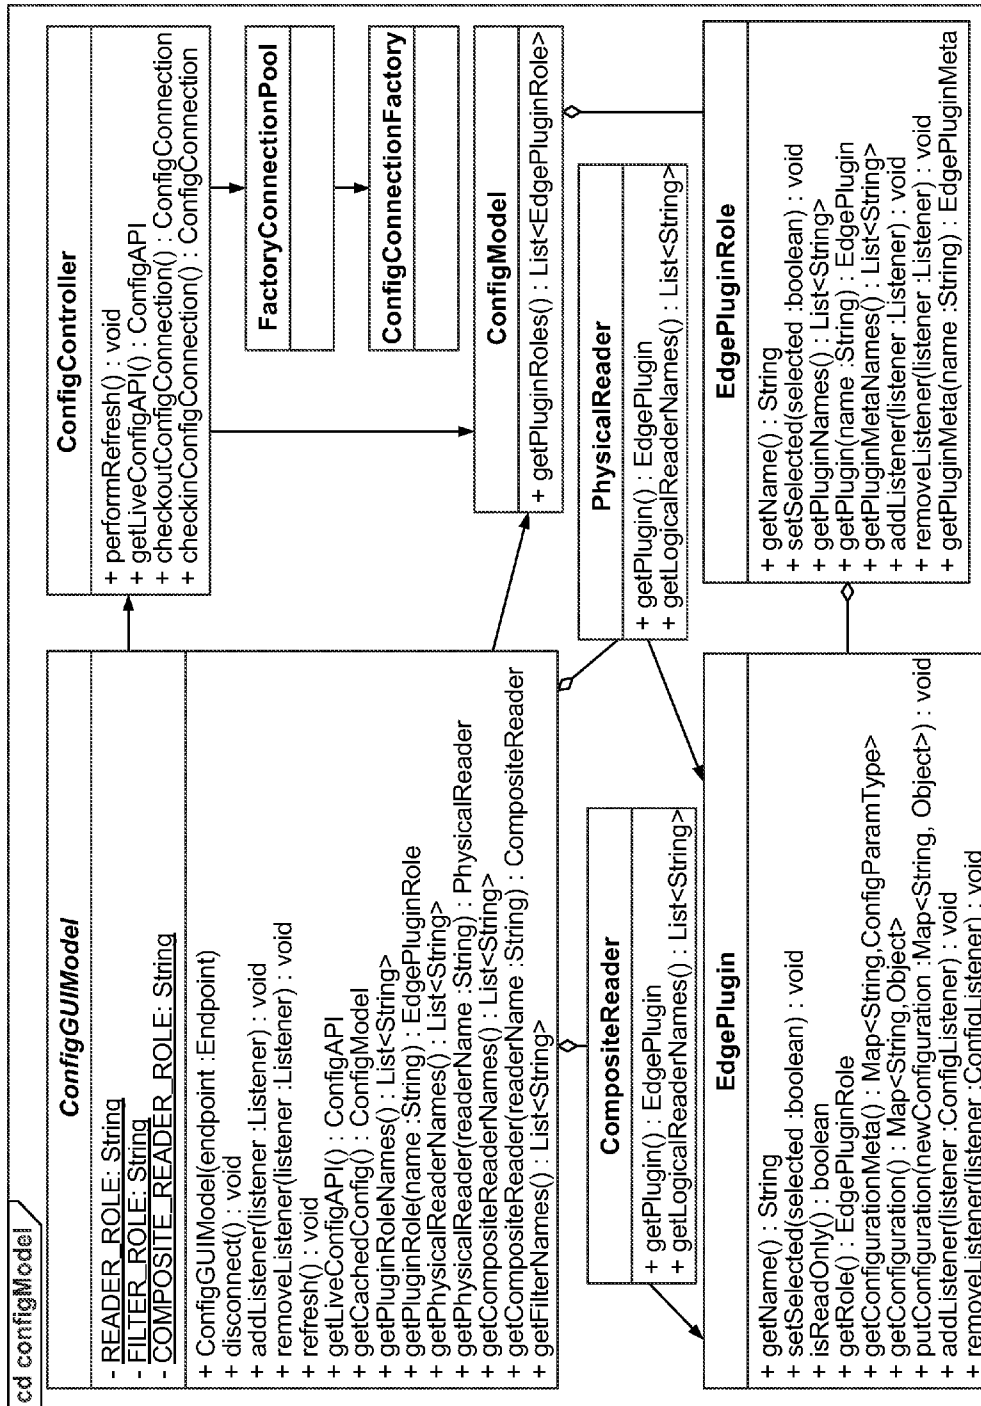 cd configModel
ConfigGUIModel
- READER_ROLE: String
- FILTER_ROLE: String
- COMPOSITE_READER_ROLE: String
+ ConfigGUIModel(endpoint :Endpoint)
+ disconnect() : void
+ addListener(listener :Listener) : void
+ removeListener(listener :Listener) : void
+ refresh() : void
+ getLiveConfigAPI() : ConfigAPI
+ getCachedConfig() : ConfigModel
+ getPluginRoleNames() : List<String>
+ getPluginRole(name :String) : EdgePluginRole
+ getPhysicalReaderNames() : List<String>
+ getPhysicalReader(readerName :String) : PhysicalReader
+ getCompositeReaderNames() : List<String>
+ getCompositeReader(readerName :String) : CompositeReader
+ getFilterNames() : List<String>
ConfigController
+ performRefresh() : void
+ getLiveConfigAPI() : ConfigAPI
+ checkoutConfigConnection() : ConfigConnection
+ checkinConfigConnection() : ConfigConnection
FactoryConnectionPool
ConfigConnectionFactory
ConfigModel
+ getPluginRoles() : List<EdgePluginRole>
CompositeReader
+ getPlugin() : EdgePlugin
+ getLogicalReaderNames() : List<String>
PhysicalReader
+ getPlugin() : EdgePlugin
+ getLogicalReaderNames() : List<String>
EdgePlugin
+ getName() : String
+ setSelected(selected :boolean) : void
+ isReadOnly() : boolean
+ getRole() : EdgePluginRole
+ getConfigurationMeta() : Map<String,ConfigParamType>
+ getConfiguration() : Map<String,Object>
+ putConfiguration(newConfiguration :Map<String, Object>) : void
+ addListener(listener :ConfigListener) : void
+ removeListener(listener :ConfigListener) : void
EdgePluginRole
+ getName() : String
+ setSelected(selected :boolean) : void
+ getPluginNames() : List<String>
+ getPlugin(name :String) : EdgePlugin
+ getPluginMetaNames() : List<String>
+ addListener(listener :Listener) : void
+ removeListener(listener :Listener) : void
+ getPluginMeta(name :String) : EdgePluginMeta